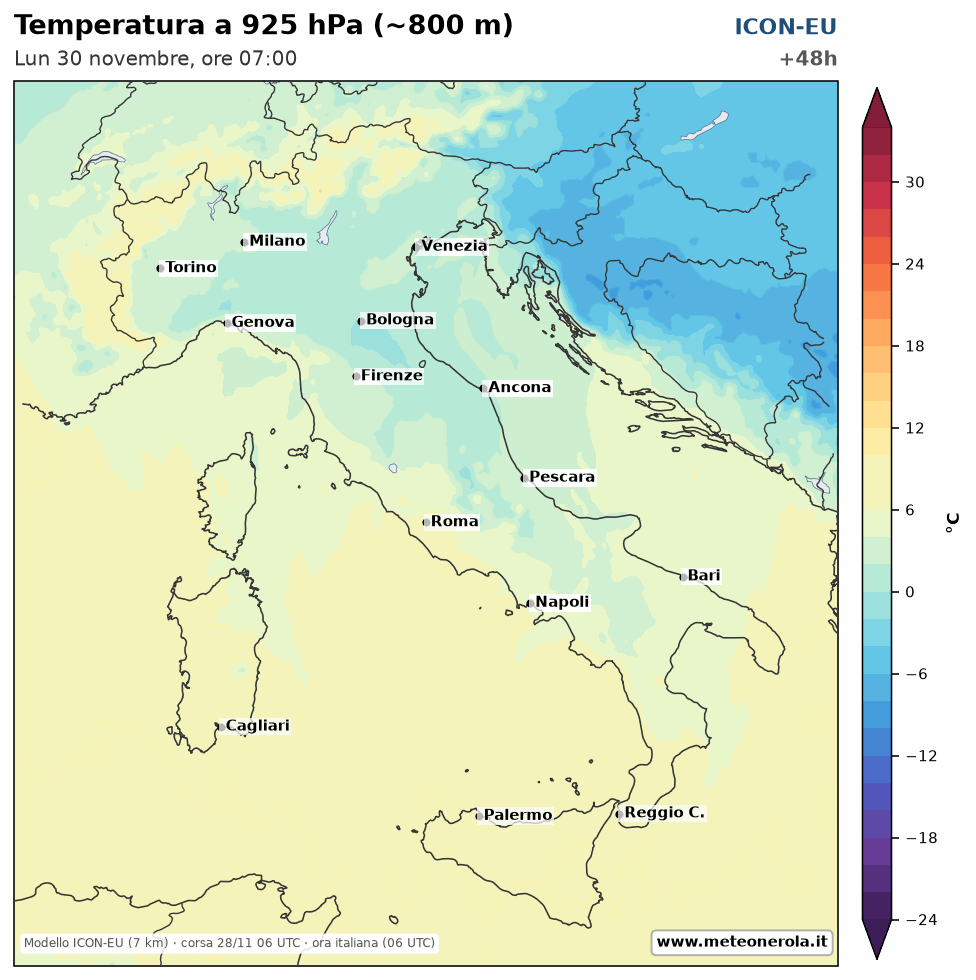 Temperatura a 925 hPa (~800 m)
ICON-EU
Lun 30 novembre, ore 07:00
+48h
Milano
Venezia
Torino
Genova
Bologna
Firenze
Ancona
Pescara
Roma
Bari
Napoli
Cagliari
Palermo
Reggio C.
30
24
18
12
6
0
−6
−12
−18
−24
°C
Modello ICON-EU (7 km) · corsa 28/11 06 UTC · ora italiana (06 UTC)
www.meteonerola.it